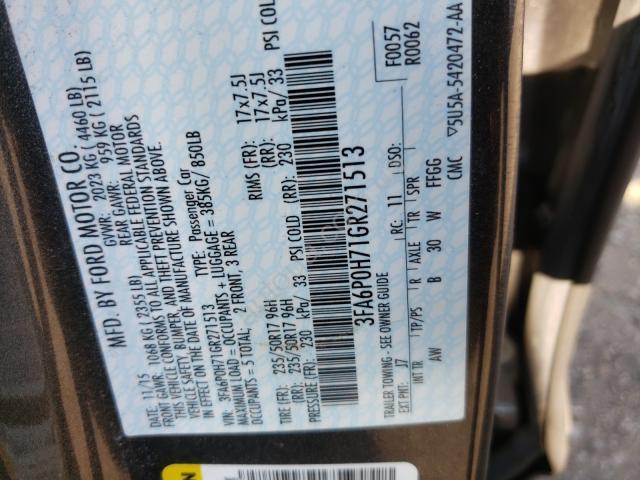 MFD. BY FORD MOTOR CO.
DATE: 11/15 GVWR: 2023 KG ( 4460 LB)
FRONT GAWR: 1068 KG ( 2355LB) REAR GAWR: 959 KG ( 2115 LB)
THIS VEHICLE CONFORMS TO ALL APPLICABLE FEDERAL MOTOR
VEHICLE SAFETY, BUMPER, AND THEFT PREVENTION STANDARDS
IN EFFECT ON THE DATE OF MANUFACTURE SHOWN ABOVE.
VIN: 3FA6P0H71GR271513 TYPE: Passenger Car
MAXIMUM LOAD = OCCUPANTS + LUGGAGE = 385KG/ 850LB
OCCUPANTS = 5 TOTAL; 2 FRONT, 3 REAR
TIRE (FR): 235/50R17 96H RIMS (FR): 17x7.5J
(RR): 235/50R17 96H (RR): 17x7.5J
PRESSURE (FR): 230 kPa/ 33 PSI COLD (RR): 230 kPa/ 33 PSI COL
3FA6P0H71GR271513
F0057
R0062
TRAILER TOWING - SEE OWNER GUIDE
EXT PNT: J7 RC: 11 DSO:
INT TR TP/PS R AXLE TR SPR
AW B 30 W FFGG
CMC ▽5U5A-5420472-AA